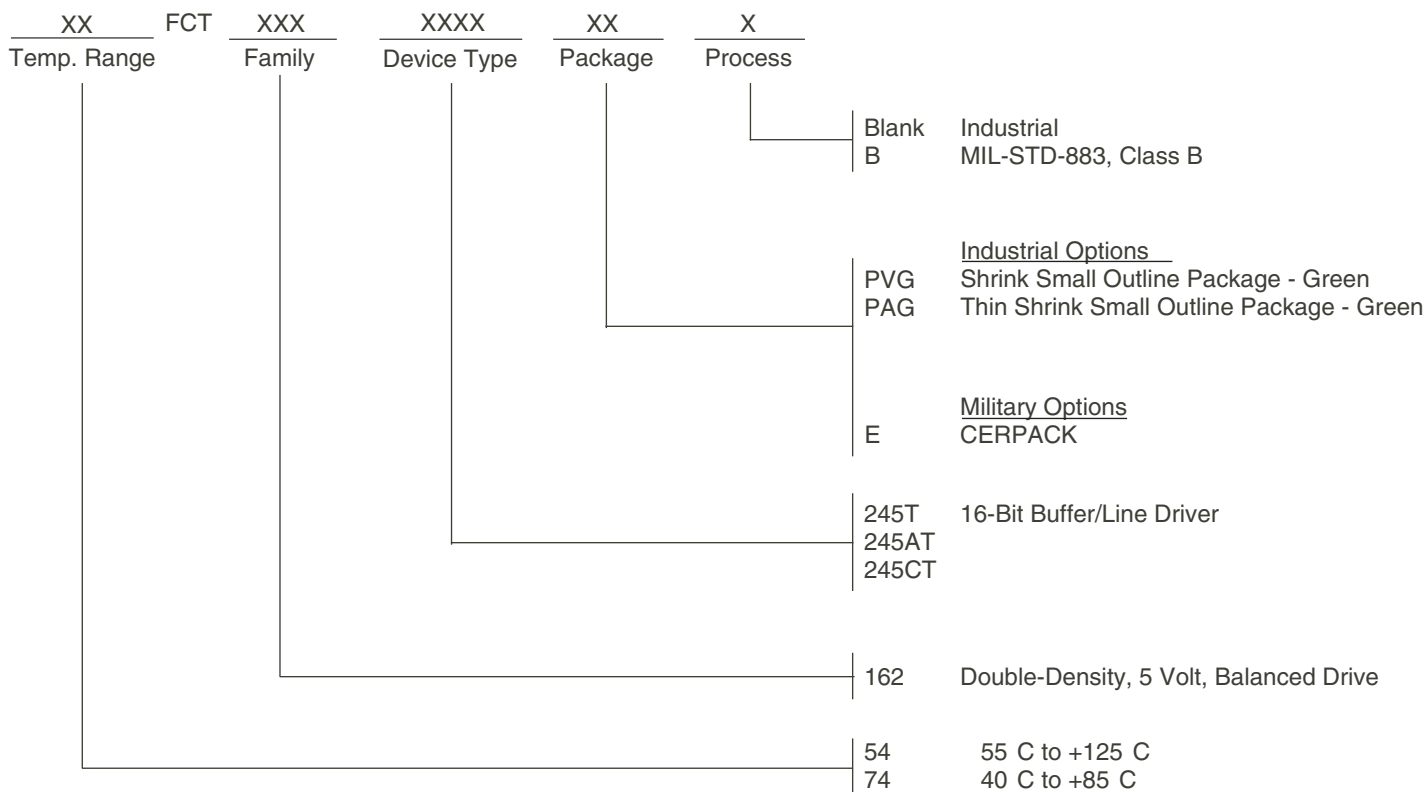 XX FCT XXX XXXX XX X
Temp. Range Family Device Type Package Process
Blank Industrial
B MIL-STD-883, Class B
Industrial Options
PVG Shrink Small Outline Package - Green
PAG Thin Shrink Small Outline Package - Green
Military Options
E CERPACK
245T 16-Bit Buffer/Line Driver
245AT
245CT
162 Double-Density, 5 Volt, Balanced Drive
54 55 C to +125 C
74 40 C to +85 C